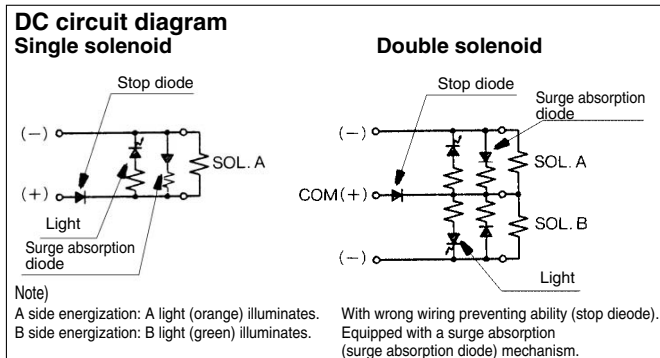 DC circuit diagram
Single solenoid
Double solenoid
Stop diode
(−)
SOL. A
(+)
Light
Surge absorption
diode
Stop diode
Surge absorption
diode
(−)
SOL. A
COM(+)
SOL. B
(−)
Light
Note)
A side energization: A light (orange) illuminates.
B side energization: B light (green) illuminates.
With wrong wiring preventing ability (stop dieode).
Equipped with a surge absorption
(surge absorption diode) mechanism.